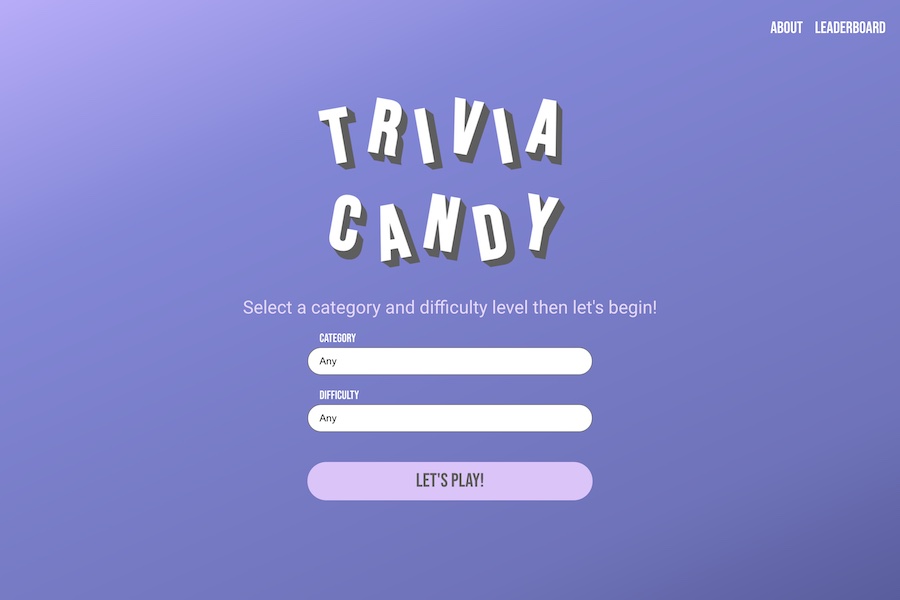 ABOUT LEADERBOARD
TRIVIA
CANDY
Select a category and difficulty level then let's begin!
CATEGORY
Any
DIFFICULTY
Any
LET'S PLAY!